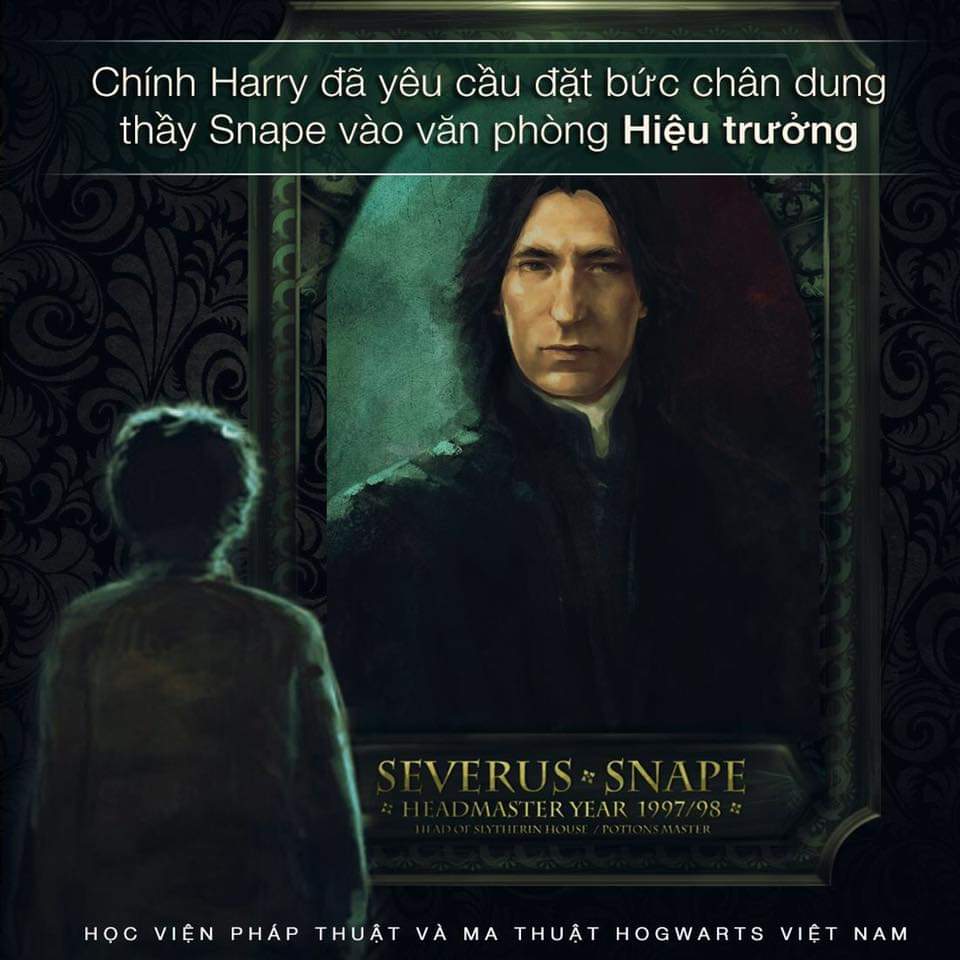 Chính Harry đã yêu cầu đặt bức chân dung
thầy Snape vào văn phòng Hiệu trưởng
SEVERUS SNAPE
HEADMASTER YEAR 1997/98
HEAD OF SLYTHERIN HOUSE / POTIONS MASTER
HỌC VIỆN PHÁP THUẬT VÀ MA THUẬT HOGWARTS VIỆT NAM